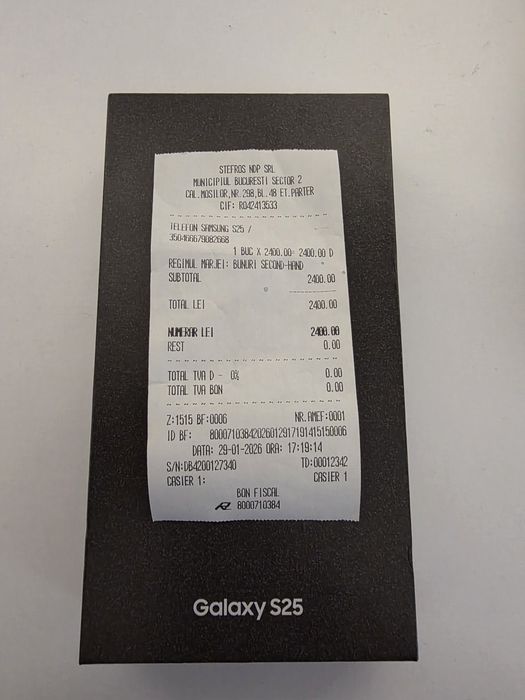 STEFROS NDP SRL
MUNICIPIUL BUCURESTI SECTOR 2
CAL.MOSILOR,NR.298,BL.48 ET.PARTER
CIF: RO42413533
TELEFON SAMSUNG S25 /
350466679082668
1 BUC X 2400.00= 2400.00 D
REGIMUL MARJEI: BUNURI SECOND-HAND
SUBTOTAL 2400.00
TOTAL LEI 2400.00
NUMERAR LEI 2400.00
REST 0.00
TOTAL TVA D - 0% 0.00
TOTAL TVA BON 0.00
Z:1515 BF:0006 NR.AMEF:0001
ID BF: 80007103842026012917191415150006
DATA: 29-01-2026 ORA: 17:19:14
S/N:DB4200127340 TD:00012342
CASIER 1: CASIER 1
BON FISCAL
8000710384
Galaxy S25